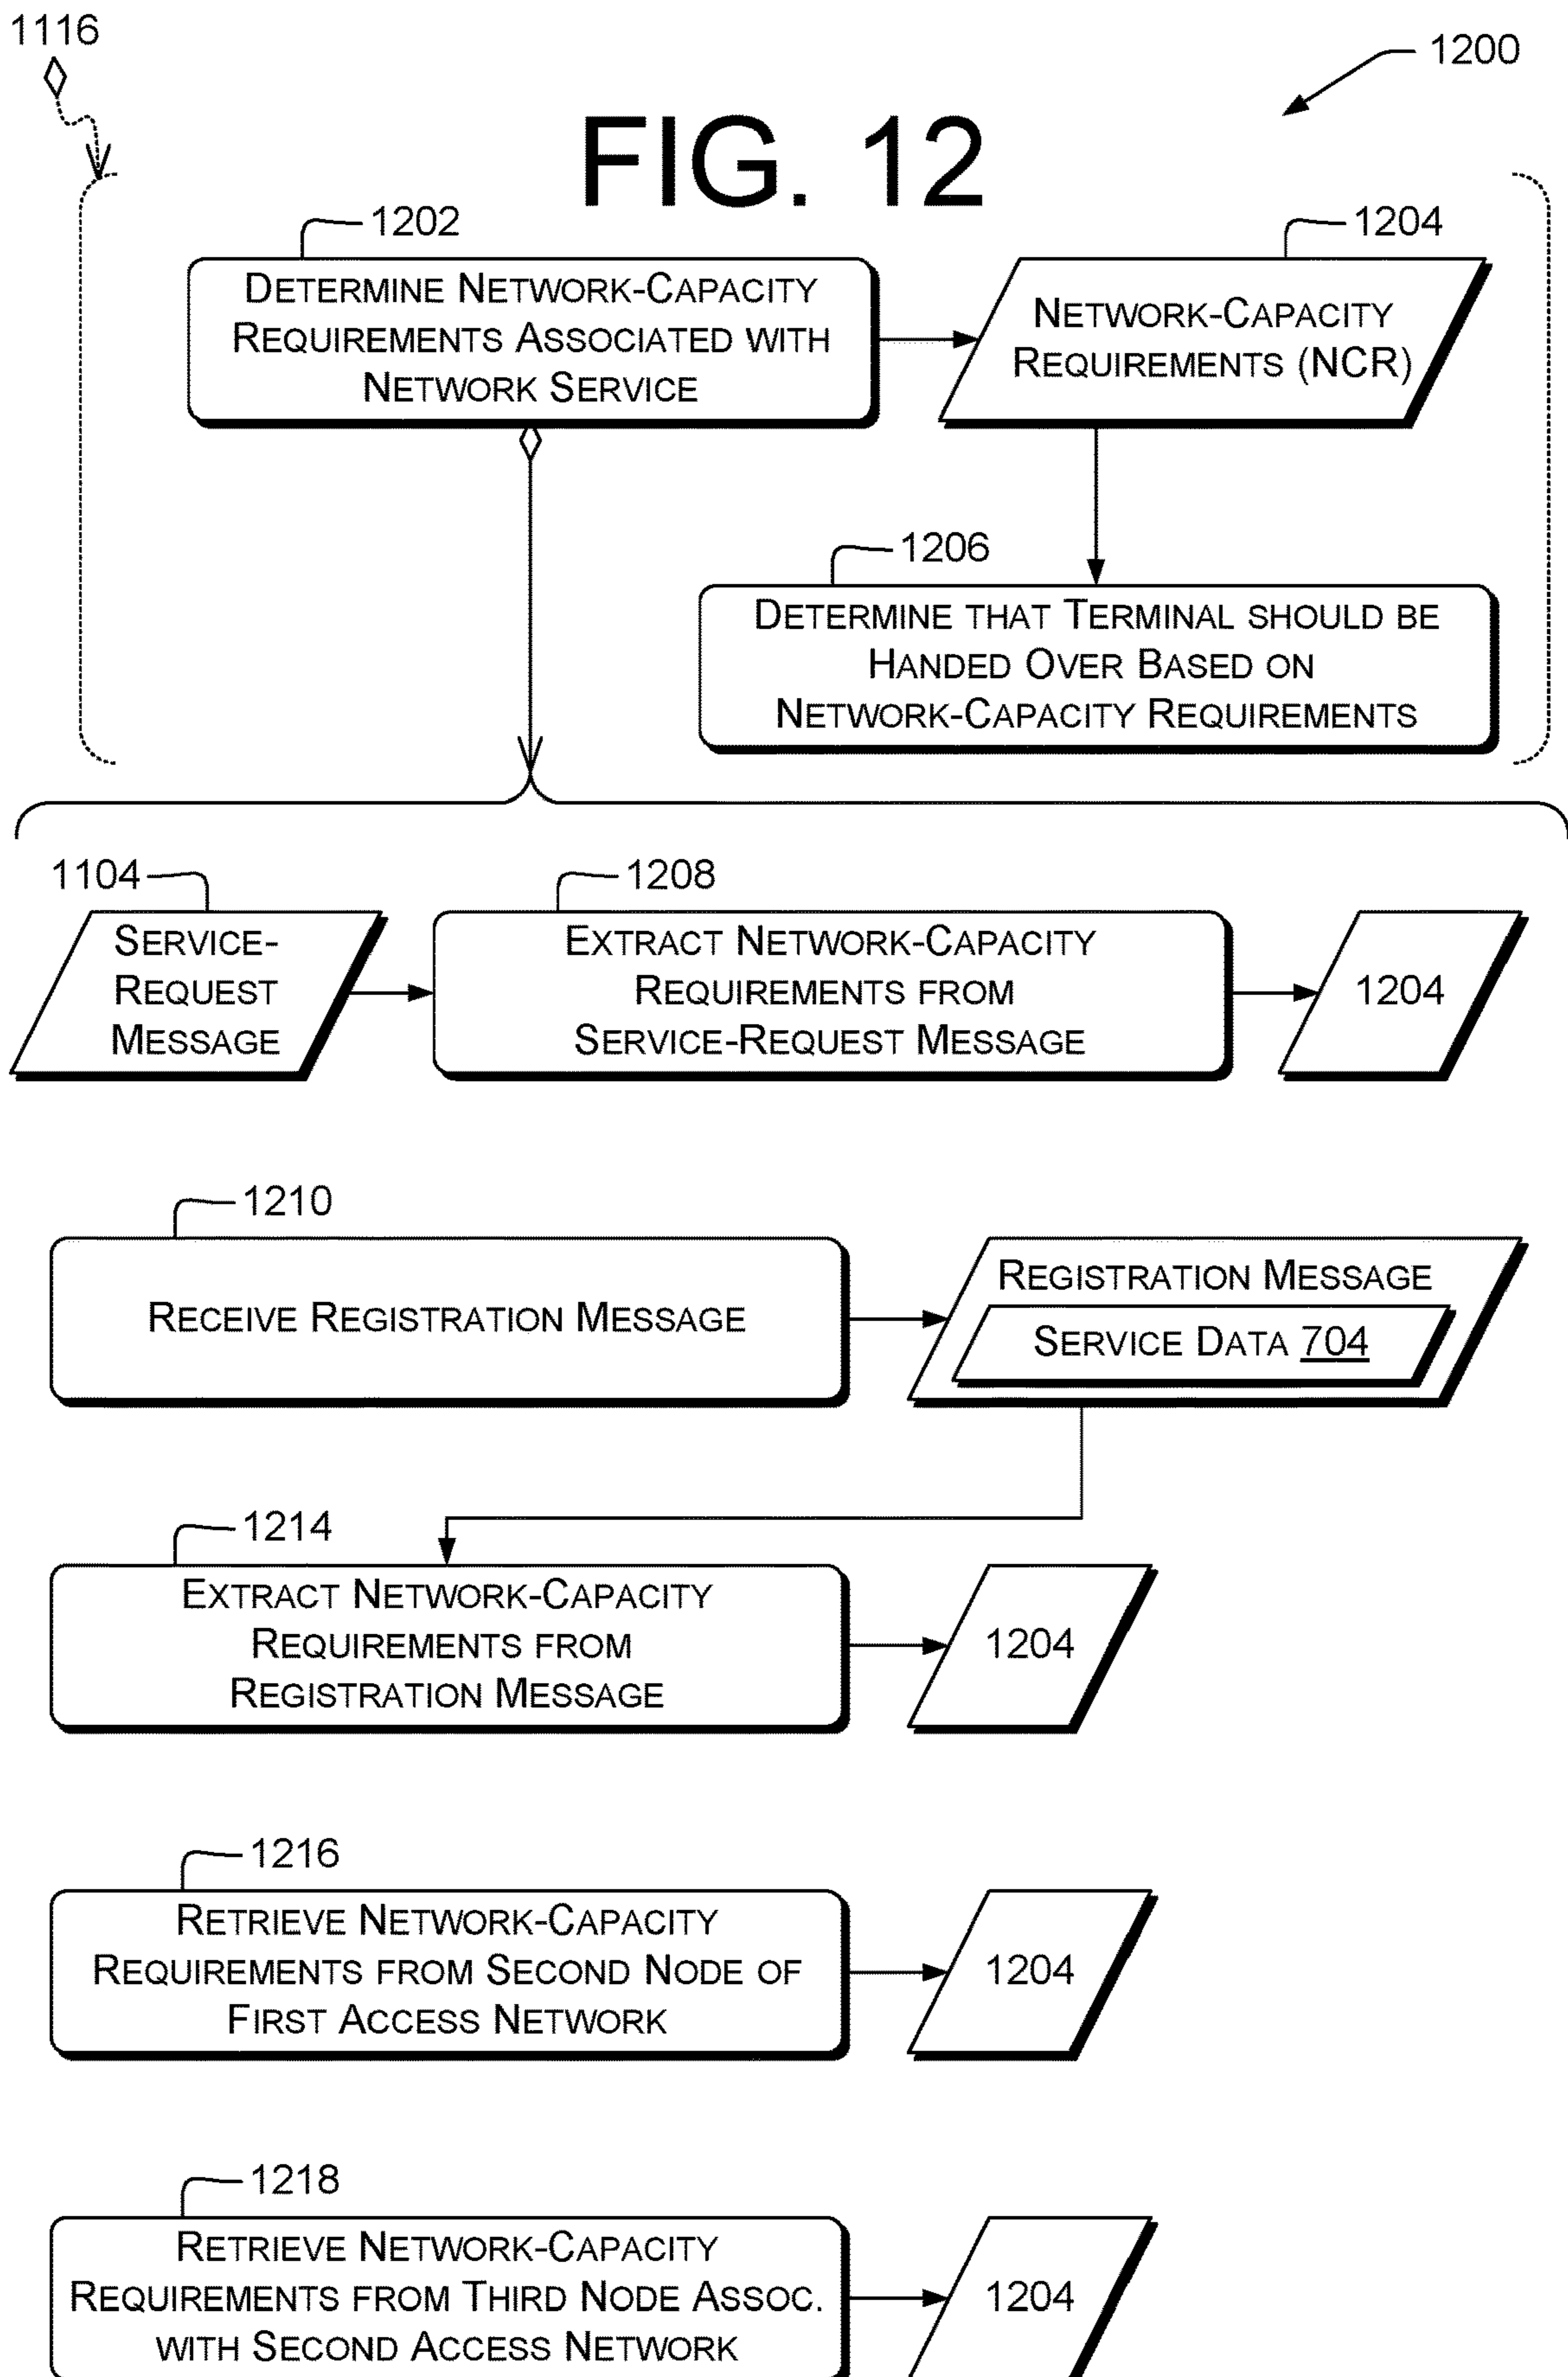 1116
1200
FIG. 12
1202
1204
DETERMINE NETWORK-CAPACITY
REQUIREMENTS ASSOCIATED WITH
NETWORK SERVICE
NETWORK-CAPACITY
REQUIREMENTS (NCR)
1206
DETERMINE THAT TERMINAL SHOULD BE
HANDED OVER BASED ON
NETWORK-CAPACITY REQUIREMENTS
1104
1208
SERVICE-
REQUEST
MESSAGE
EXTRACT NETWORK-CAPACITY
REQUIREMENTS FROM
SERVICE-REQUEST MESSAGE
1204
1210
RECEIVE REGISTRATION MESSAGE
REGISTRATION MESSAGE
SERVICE DATA 704
1214
EXTRACT NETWORK-CAPACITY
REQUIREMENTS FROM
REGISTRATION MESSAGE
1204
1216
RETRIEVE NETWORK-CAPACITY
REQUIREMENTS FROM SECOND NODE OF
FIRST ACCESS NETWORK
1204
1218
RETRIEVE NETWORK-CAPACITY
REQUIREMENTS FROM THIRD NODE ASSOC.
WITH SECOND ACCESS NETWORK
1204